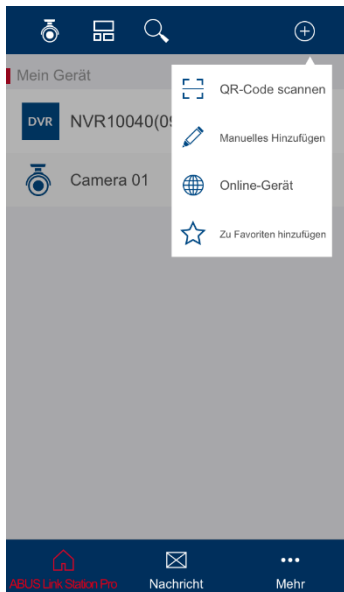 Mein Gerät
QR-Code scannen
DVR
NVR10040(09
Manuelles Hinzufügen
Camera 01
Online-Gerät
Zu Favoriten hinzufügen
ABUS Link Station Pro
Nachricht
Mehr